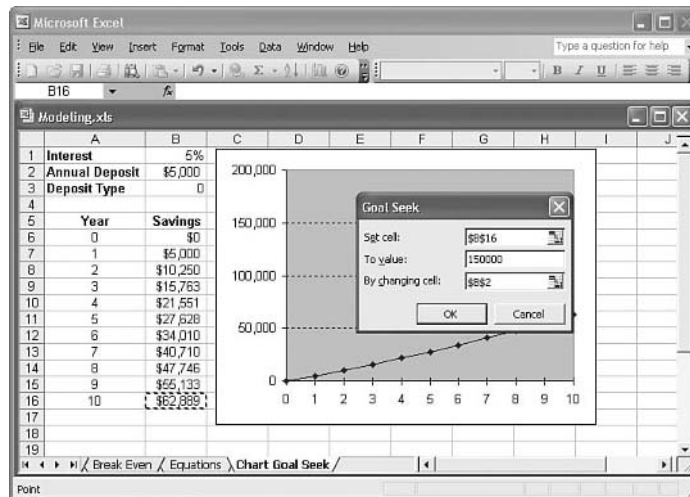 Microsoft Excel
File Edit View Insert Format Tools Data Window Help Type a question for help
B I U
B16 fx
Modeling.xls
A B C D E F G H I J
1 Interest 5%
2 Annual Deposit $5,000
3 Deposit Type 0
4
5 Year Savings
6 0 $0
7 1 $5,000
8 2 $10,250
9 3 $15,763
10 4 $21,551
11 5 $27,628
12 6 $34,010
13 7 $40,710
14 8 $47,746
15 9 $55,133
16 10 $62,889
17
18
19
200,000
150,000
100,000
50,000
0
0 1 2 3 4 5 6 7 8 9 10
Goal Seek
Set cell: $B$16
To value: 150000
By changing cell: $B$2
OK Cancel
Break Even / Equations \ Chart Goal Seek /
Point